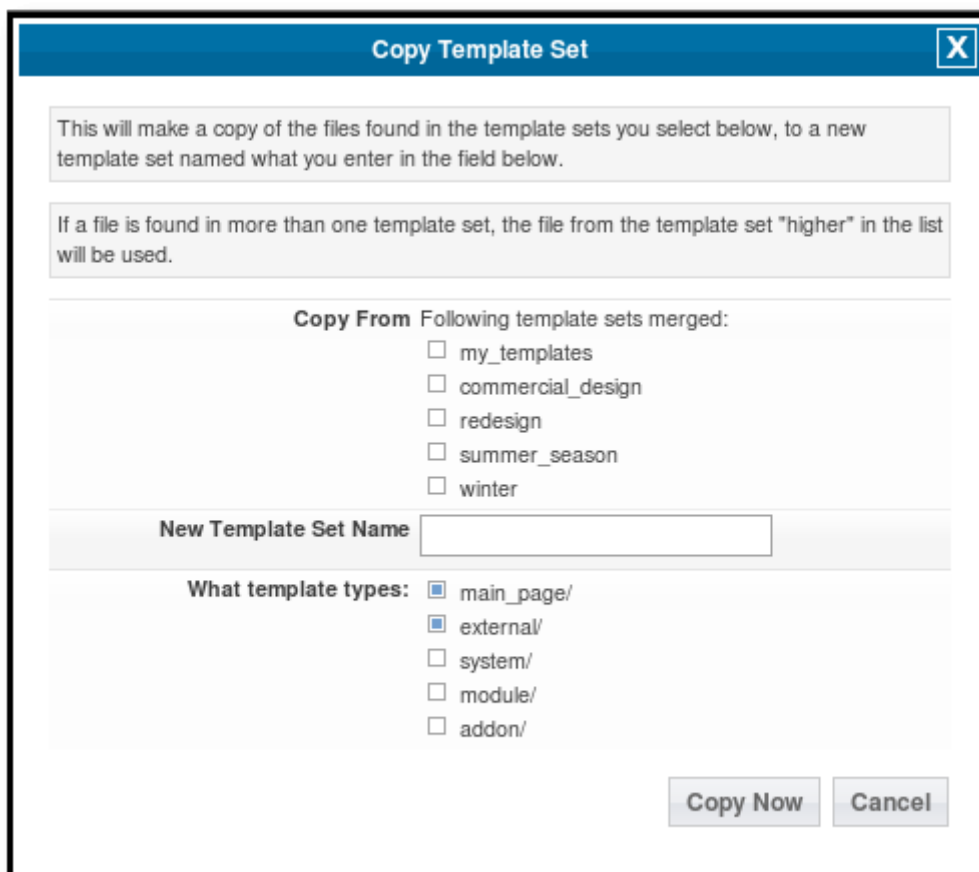 Copy Template Set
X
This will make a copy of the files found in the template sets you select below, to a new
template set named what you enter in the field below.
If a file is found in more than one template set, the file from the template set "higher" in the list
will be used.
Copy From Following template sets merged:
my_templates
commercial_design
redesign
summer_season
winter
New Template Set Name
What template types: main_page/
external/
system/
module/
addon/
Copy Now Cancel